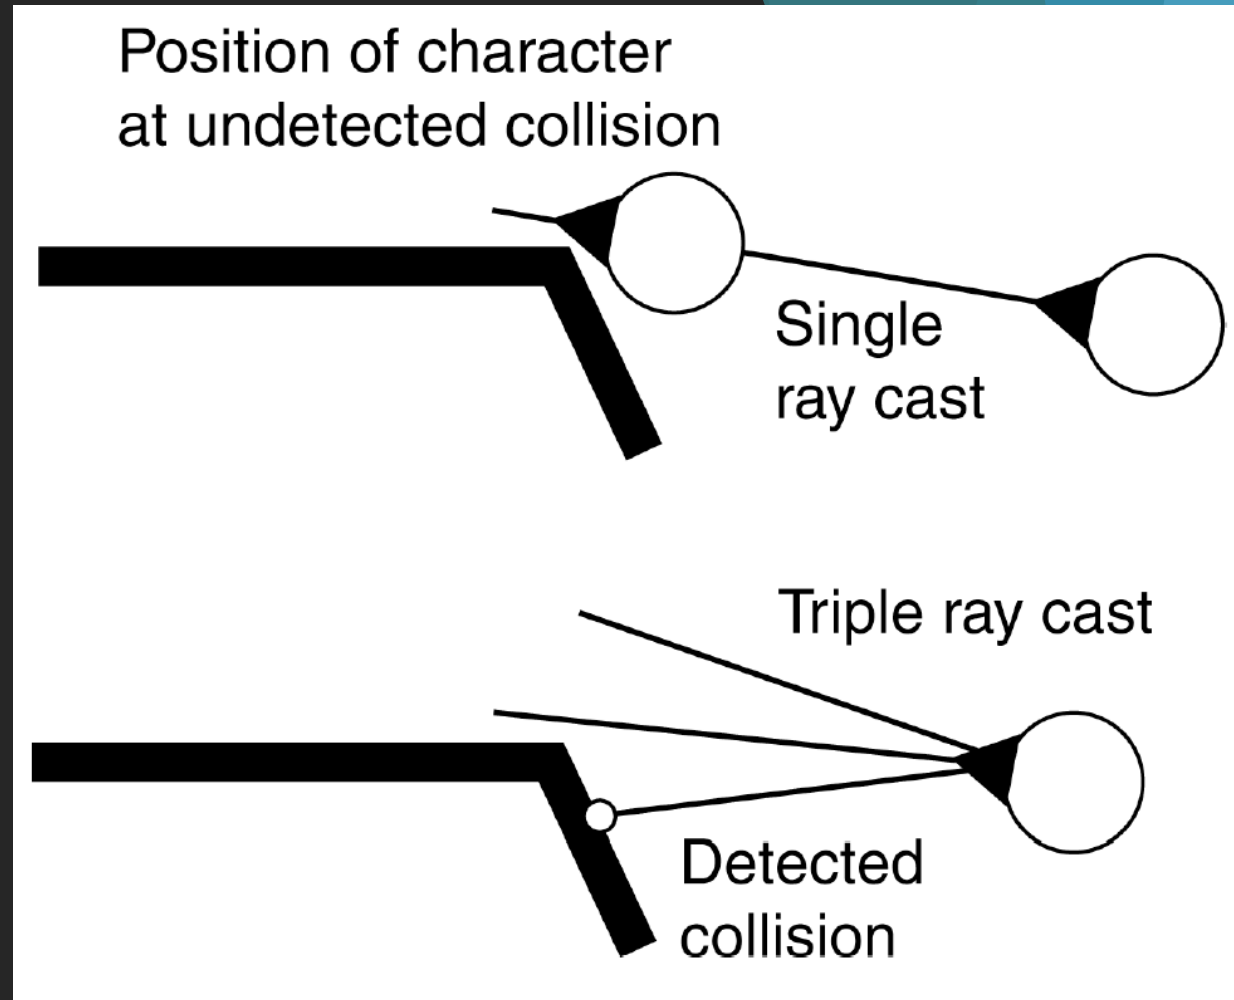 Position of character
at undetected collision
Single
ray cast
Triple ray cast
Detected
collision